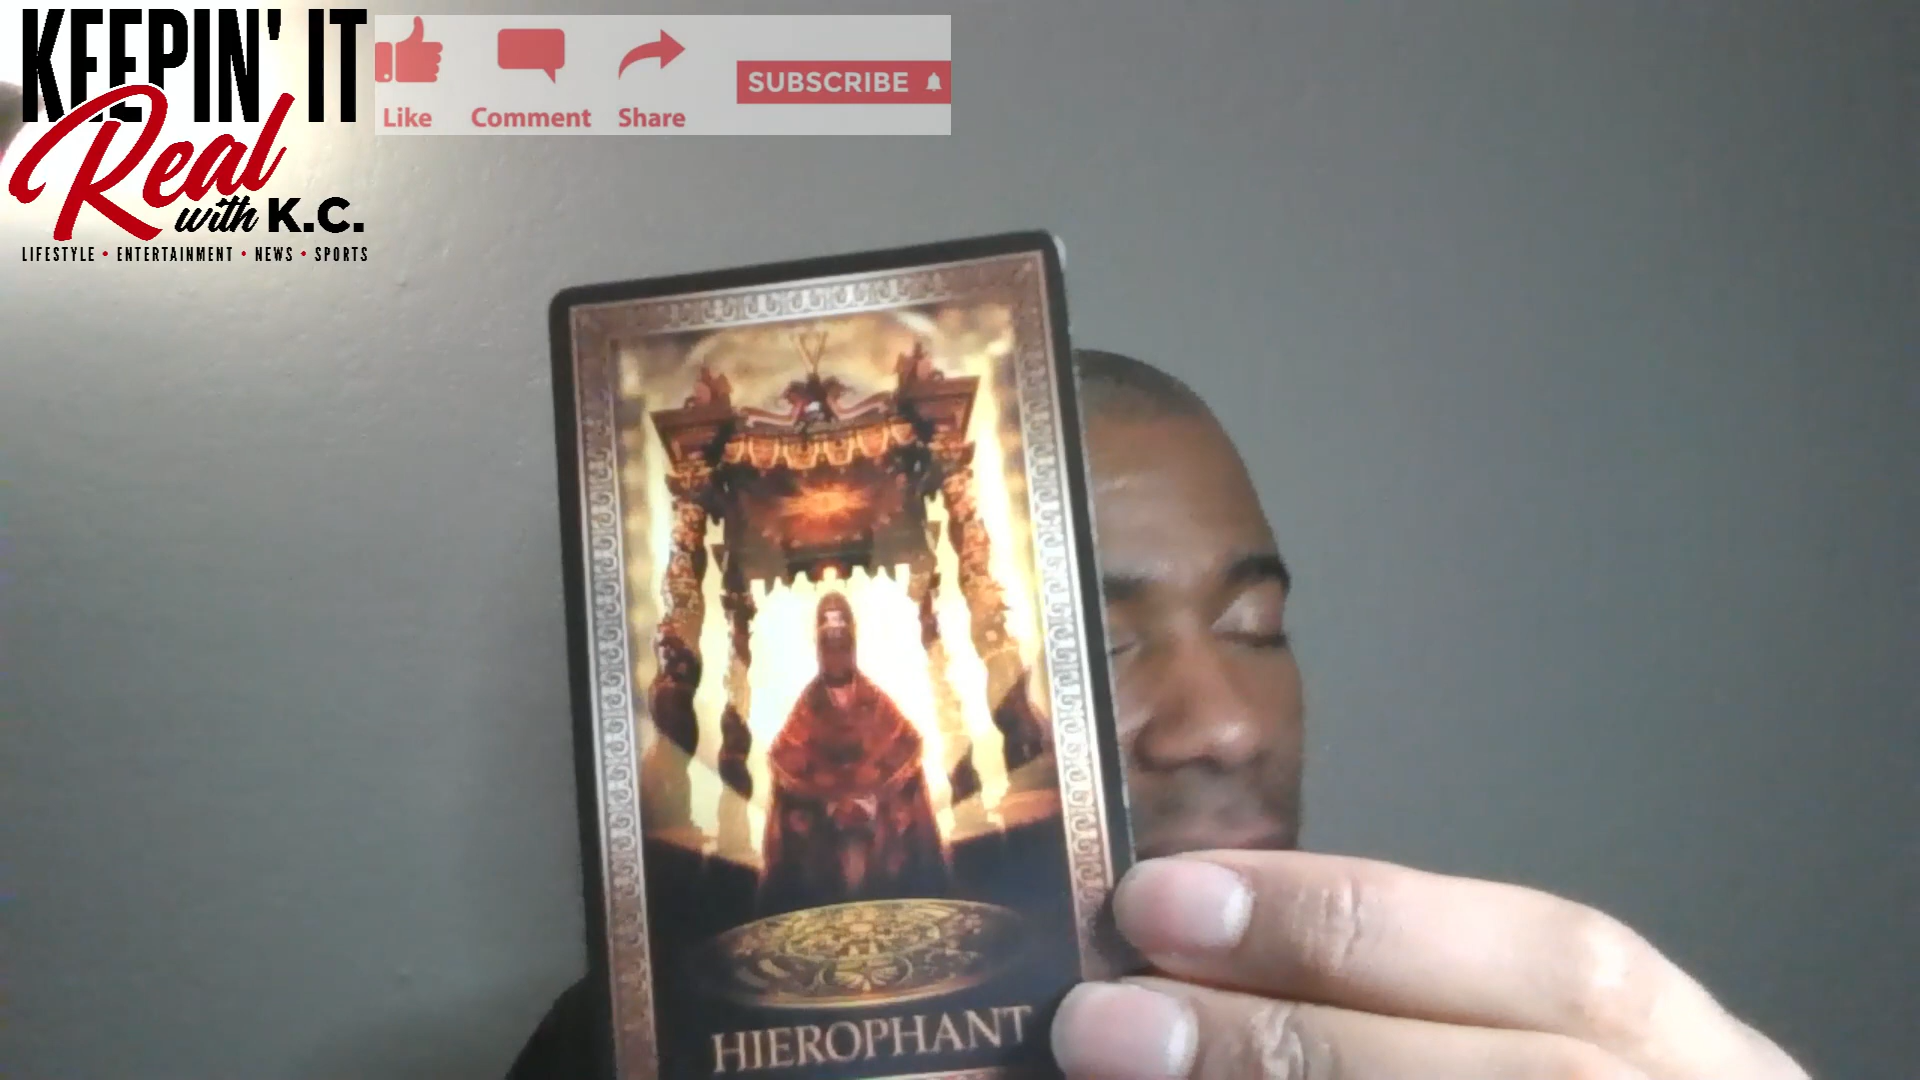 KEEPIN' IT
Real
with K.C.
LIFESTYLE • ENTERTAINMENT • NEWS • SPORTS
Like Comment Share
SUBSCRIBE
HIEROPHANT